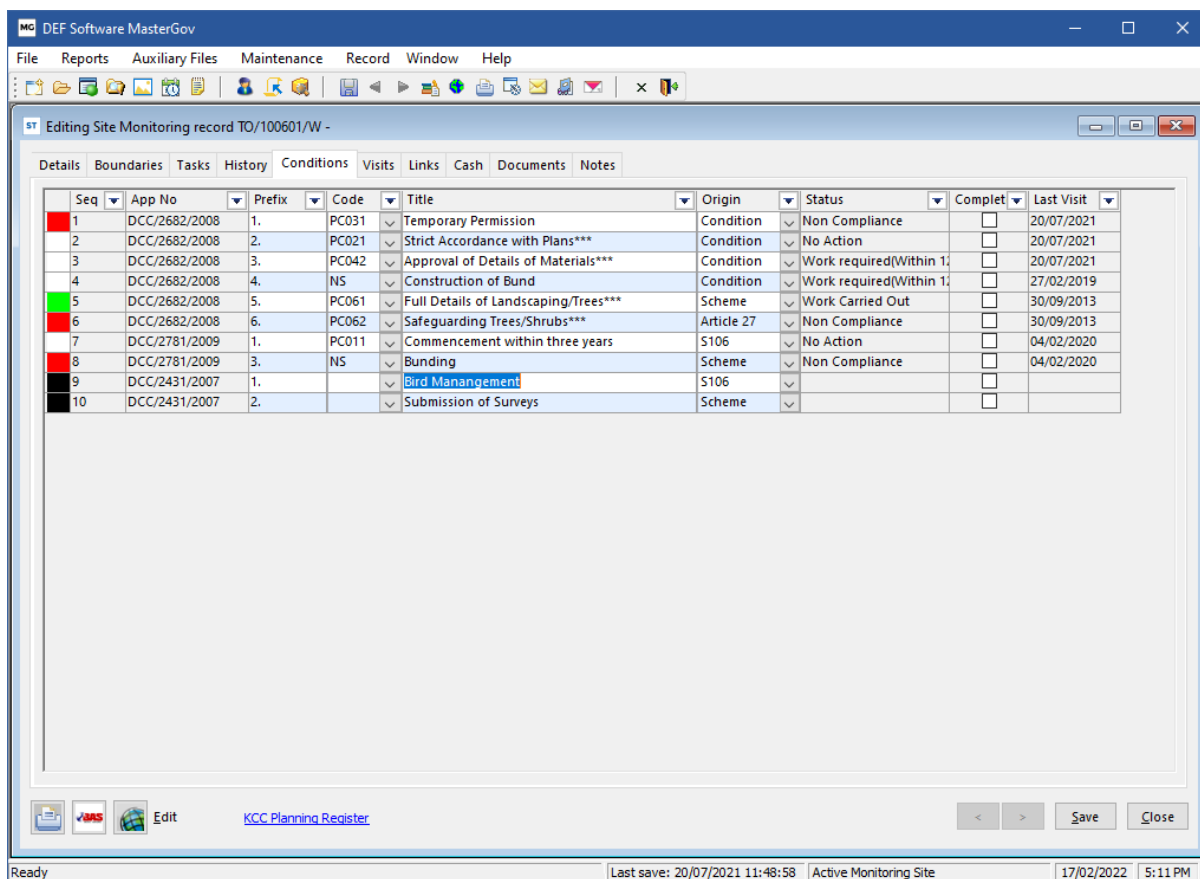 MG DEF Software MasterGov
File Reports Auxiliary Files Maintenance Record Window Help
ST Editing Site Monitoring record TO/100601/W -
Details Boundaries Tasks History Conditions Visits Links Cash Documents Notes
Seq App No Prefix Code Title Origin Status Complet Last Visit
1 DCC/2682/2008 1. PC031 Temporary Permission Condition Non Compliance 20/07/2021
2 DCC/2682/2008 2. PC021 Strict Accordance with Plans*** Condition No Action 20/07/2021
3 DCC/2682/2008 3. PC042 Approval of Details of Materials*** Condition Work required(Within 12 20/07/2021
4 DCC/2682/2008 4. NS Construction of Bund Condition Work required(Within 12 27/02/2019
5 DCC/2682/2008 5. PC061 Full Details of Landscaping/Trees*** Scheme Work Carried Out 30/09/2013
6 DCC/2682/2008 6. PC062 Safeguarding Trees/Shrubs*** Article 27 Non Compliance 30/09/2013
7 DCC/2781/2009 1. PC011 Commencement within three years S106 No Action 04/02/2020
8 DCC/2781/2009 3. NS Bunding Scheme Non Compliance 04/02/2020
9 DCC/2431/2007 1. Bird Manangement S106
10 DCC/2431/2007 2. Submission of Surveys Scheme
Edit KCC Planning Register < > Save Close
Ready Last save: 20/07/2021 11:48:58 Active Monitoring Site 17/02/2022 5:11 PM